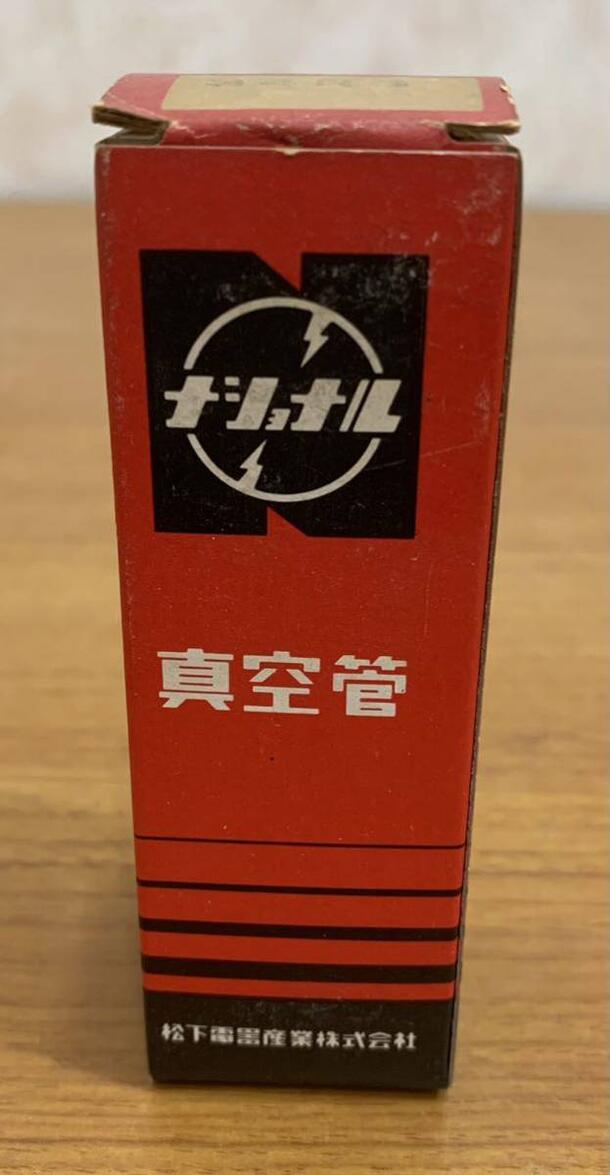 ナショナル
真空管
松下電器産業株式会社